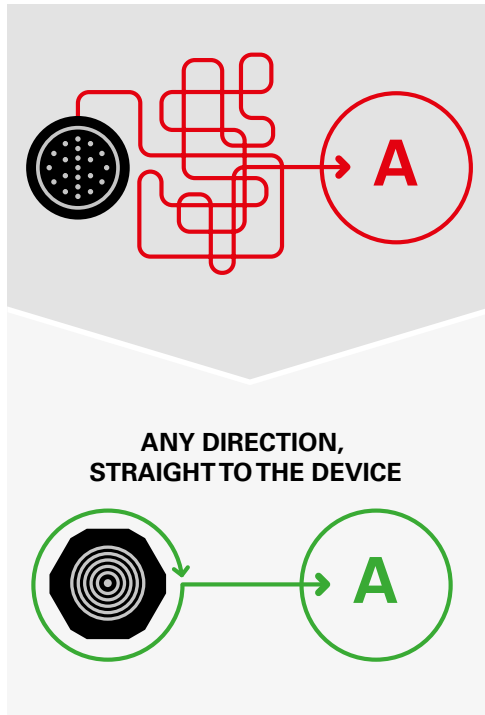 A
ANY DIRECTION,
STRAIGHT TO THE DEVICE
A